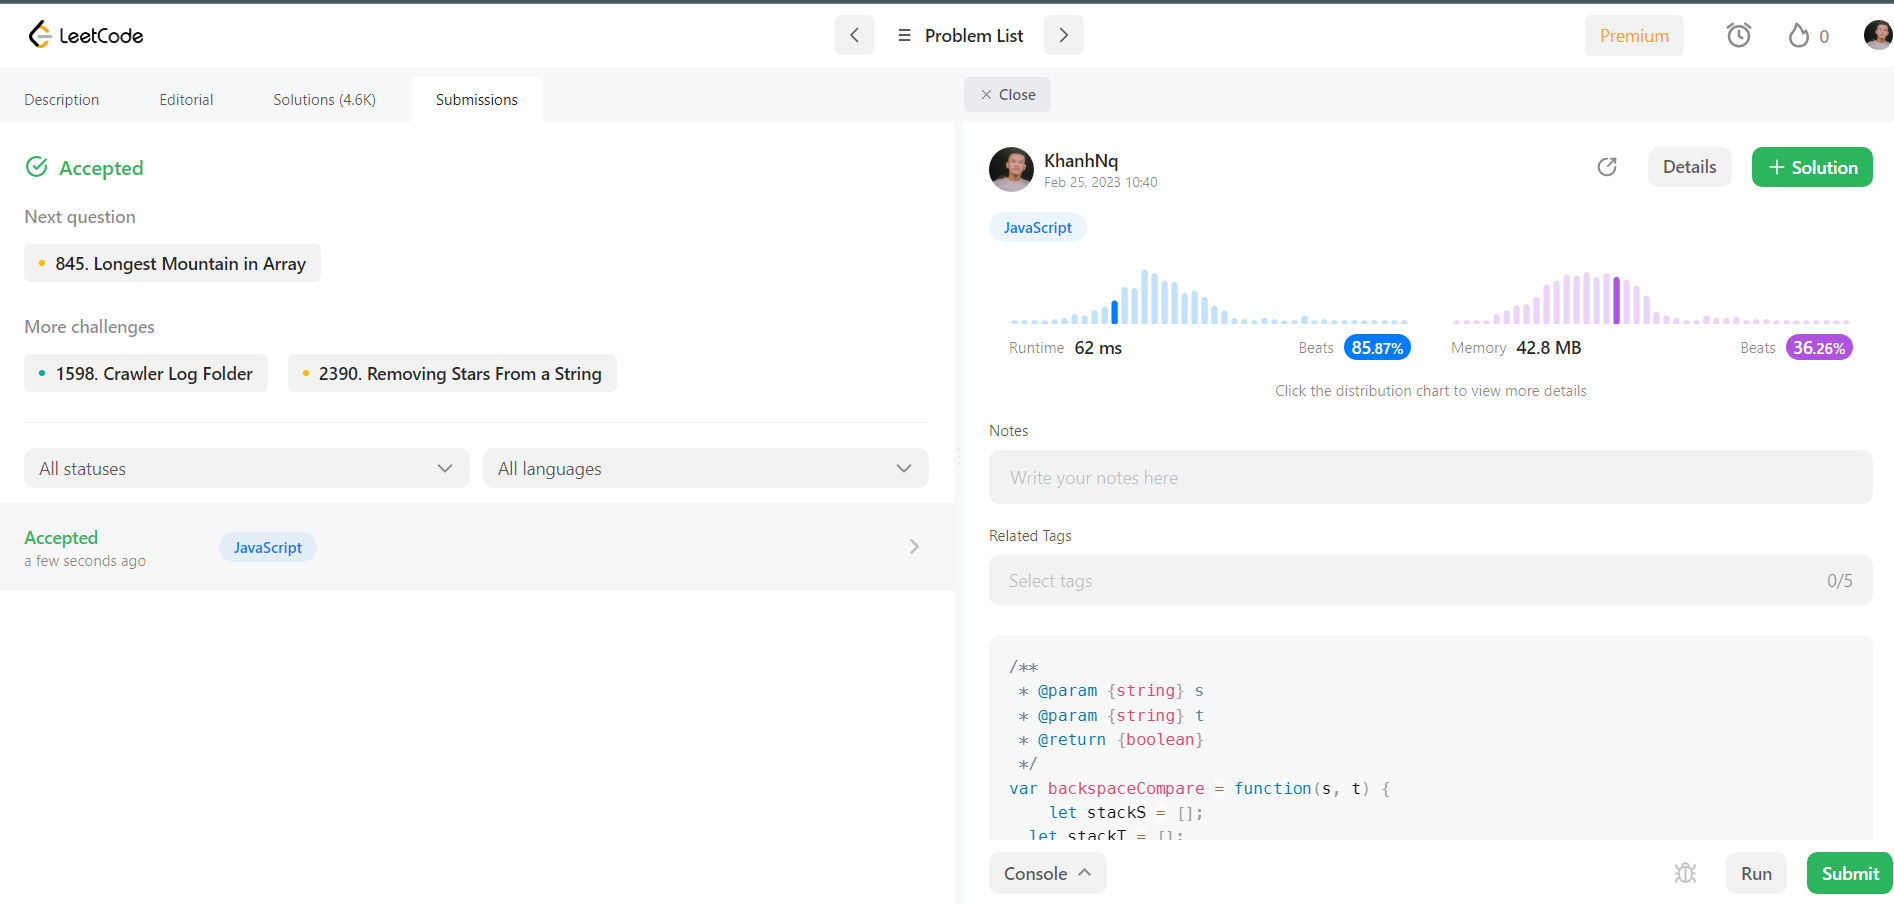 LeetCode
Problem List
Premium
0
Description
Editorial
Solutions (4.6K)
Submissions
Close
Accepted
Next question
845. Longest Mountain in Array
More challenges
1598. Crawler Log Folder
2390. Removing Stars From a String
All statuses
All languages
Accepted
a few seconds ago
JavaScript
KhanhNq
Feb 25, 2023 10:40
Details
+ Solution
JavaScript
Runtime 62 ms
Beats 85.87%
Memory 42.8 MB
Beats 36.26%
Click the distribution chart to view more details
Notes
Write your notes here
Related Tags
Select tags
0/5
/**
* @param {string} s
* @param {string} t
* @return {boolean}
*/
var backspaceCompare = function(s, t) {
let stackS = [];
let stackT = [];
Console
Run
Submit